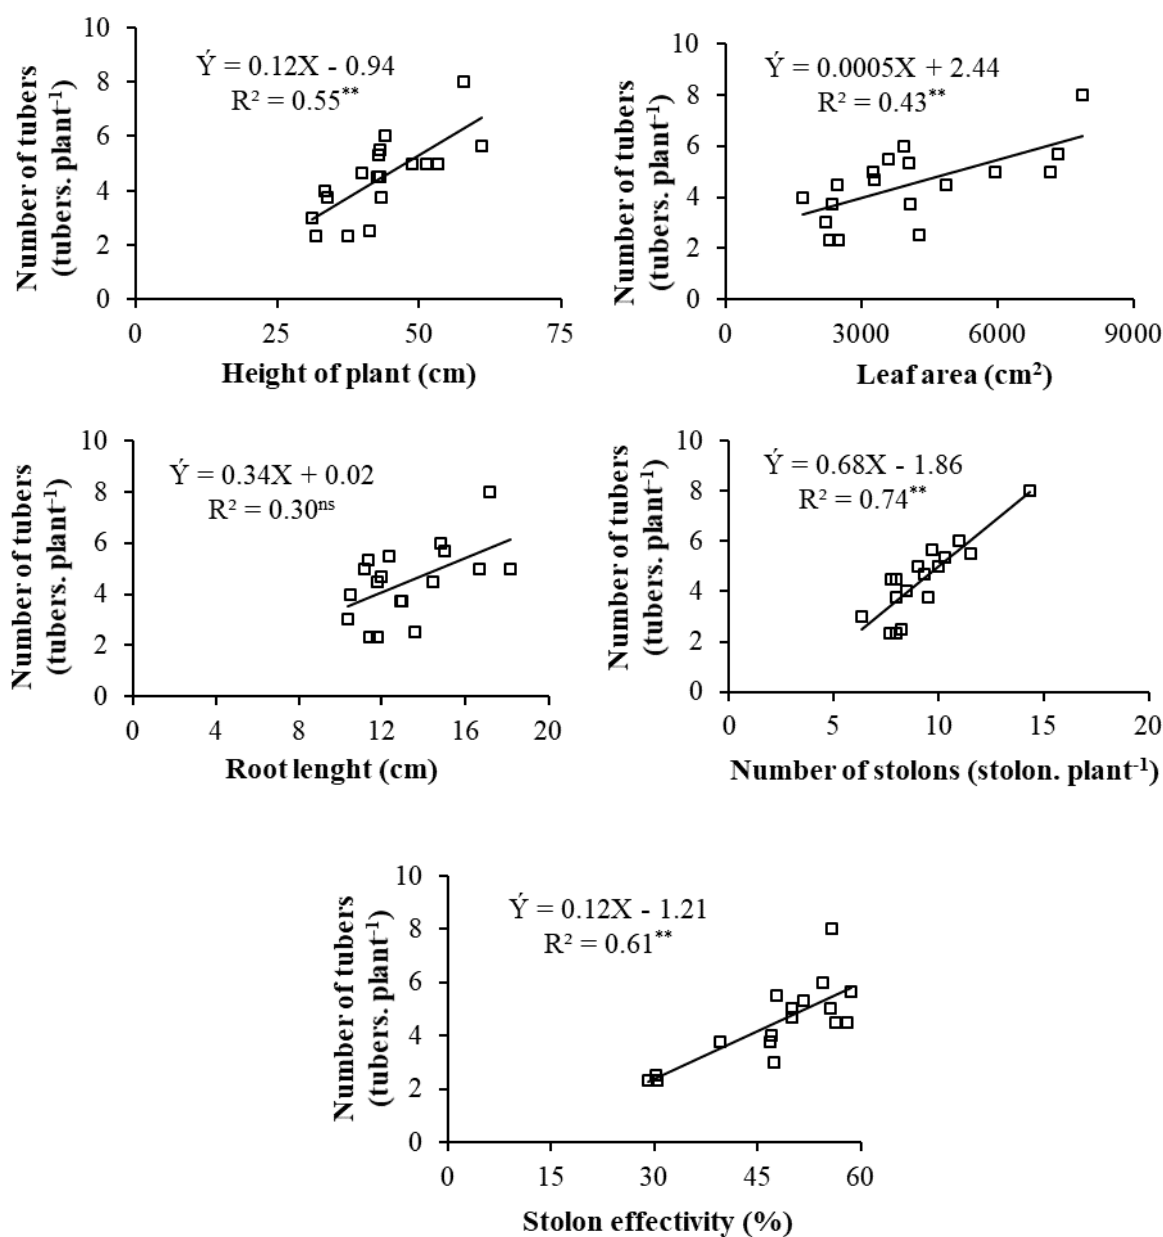 Number of tubers
(tubers. plant⁻¹)
10
8
6
4
2
0
Ý = 0.12X - 0.94
R² = 0.55**
0 25 50 75
Height of plant (cm)
Number of tubers
(tubers. plant⁻¹)
10
8
6
4
2
0
Ý = 0.0005X + 2.44
R² = 0.43**
0 3000 6000 9000
Leaf area (cm²)
Number of tubers
(tubers. plant⁻¹)
10
8
6
4
2
0
Ý = 0.34X + 0.02
R² = 0.30ⁿˢ
0 4 8 12 16 20
Root lenght (cm)
Number of tubers
(tubers. plant⁻¹)
10
8
6
4
2
0
Ý = 0.68X - 1.86
R² = 0.74**
0 5 10 15 20
Number of stolons (stolon. plant⁻¹)
Number of tubers
(tubers. plant⁻¹)
10
8
6
4
2
0
Ý = 0.12X - 1.21
R² = 0.61**
0 15 30 45 60
Stolon effectivity (%)